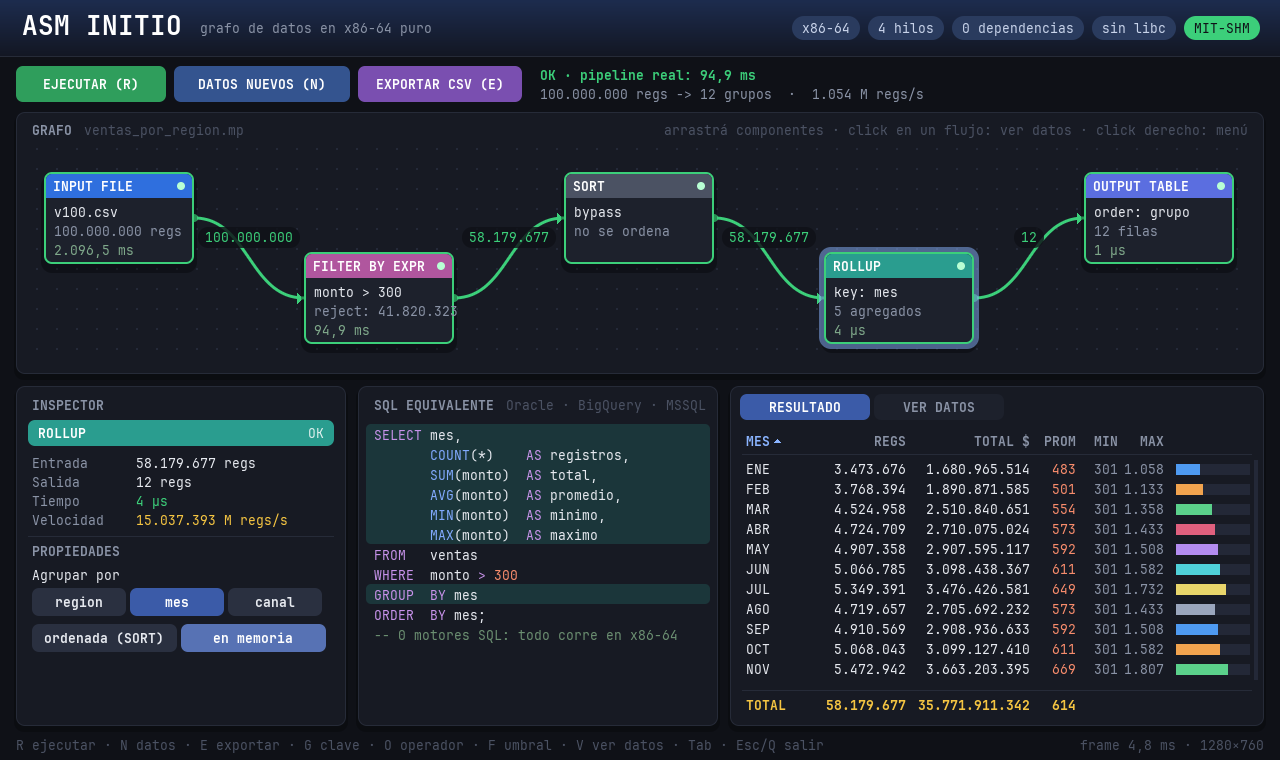 ASM INITIO grafo de datos en x86-64 puro x86-64 4 hilos 0 dependencias sin libc MIT-SHM
EJECUTAR (R) DATOS NUEVOS (N) EXPORTAR CSV (E)
OK · pipeline real: 94,9 ms
100.000.000 regs -> 12 grupos · 1.054 M regs/s
GRAFO ventas_por_region.mp arrastrá componentes · click en un flujo: ver datos · click derecho: menú
INPUT FILE
v100.csv
100.000.000 regs
2.096,5 ms
100.000.000
FILTER BY EXPR
monto > 300
reject: 41.820.323
94,9 ms
58.179.677
SORT
bypass
no se ordena
58.179.677
ROLLUP
key: mes
5 agregados
4 µs
12
OUTPUT TABLE
order: grupo
12 filas
1 µs
INSPECTOR
ROLLUP OK
Entrada 58.179.677 regs
Salida 12 regs
Tiempo 4 µs
Velocidad 15.037.393 M regs/s
PROPIEDADES
Agrupar por
region mes canal
ordenada (SORT) en memoria
SQL EQUIVALENTE Oracle · BigQuery · MSSQL
SELECT mes,
COUNT(*) AS registros,
SUM(monto) AS total,
AVG(monto) AS promedio,
MIN(monto) AS minimo,
MAX(monto) AS maximo
FROM ventas
WHERE monto > 300
GROUP BY mes
ORDER BY mes;
-- 0 motores SQL: todo corre en x86-64
RESULTADO VER DATOS
MES REGS TOTAL $ PROM MIN MAX
ENE 3.473.676 1.680.965.514 483 301 1.058
FEB 3.768.394 1.890.871.585 501 301 1.133
MAR 4.524.958 2.510.840.651 554 301 1.358
ABR 4.724.709 2.710.075.024 573 301 1.433
MAY 4.907.358 2.907.595.117 592 301 1.508
JUN 5.066.785 3.098.438.367 611 301 1.582
JUL 5.349.391 3.476.426.581 649 301 1.732
AGO 4.719.657 2.705.692.232 573 301 1.433
SEP 4.910.569 2.908.936.633 592 301 1.508
OCT 5.068.043 3.099.127.410 611 301 1.582
NOV 5.472.942 3.663.203.395 669 301 1.807
TOTAL 58.179.677 35.771.911.342 614
R ejecutar · N datos · E exportar · G clave · O operador · F umbral · V ver datos · Tab · Esc/Q salir frame 4,8 ms · 1280×760